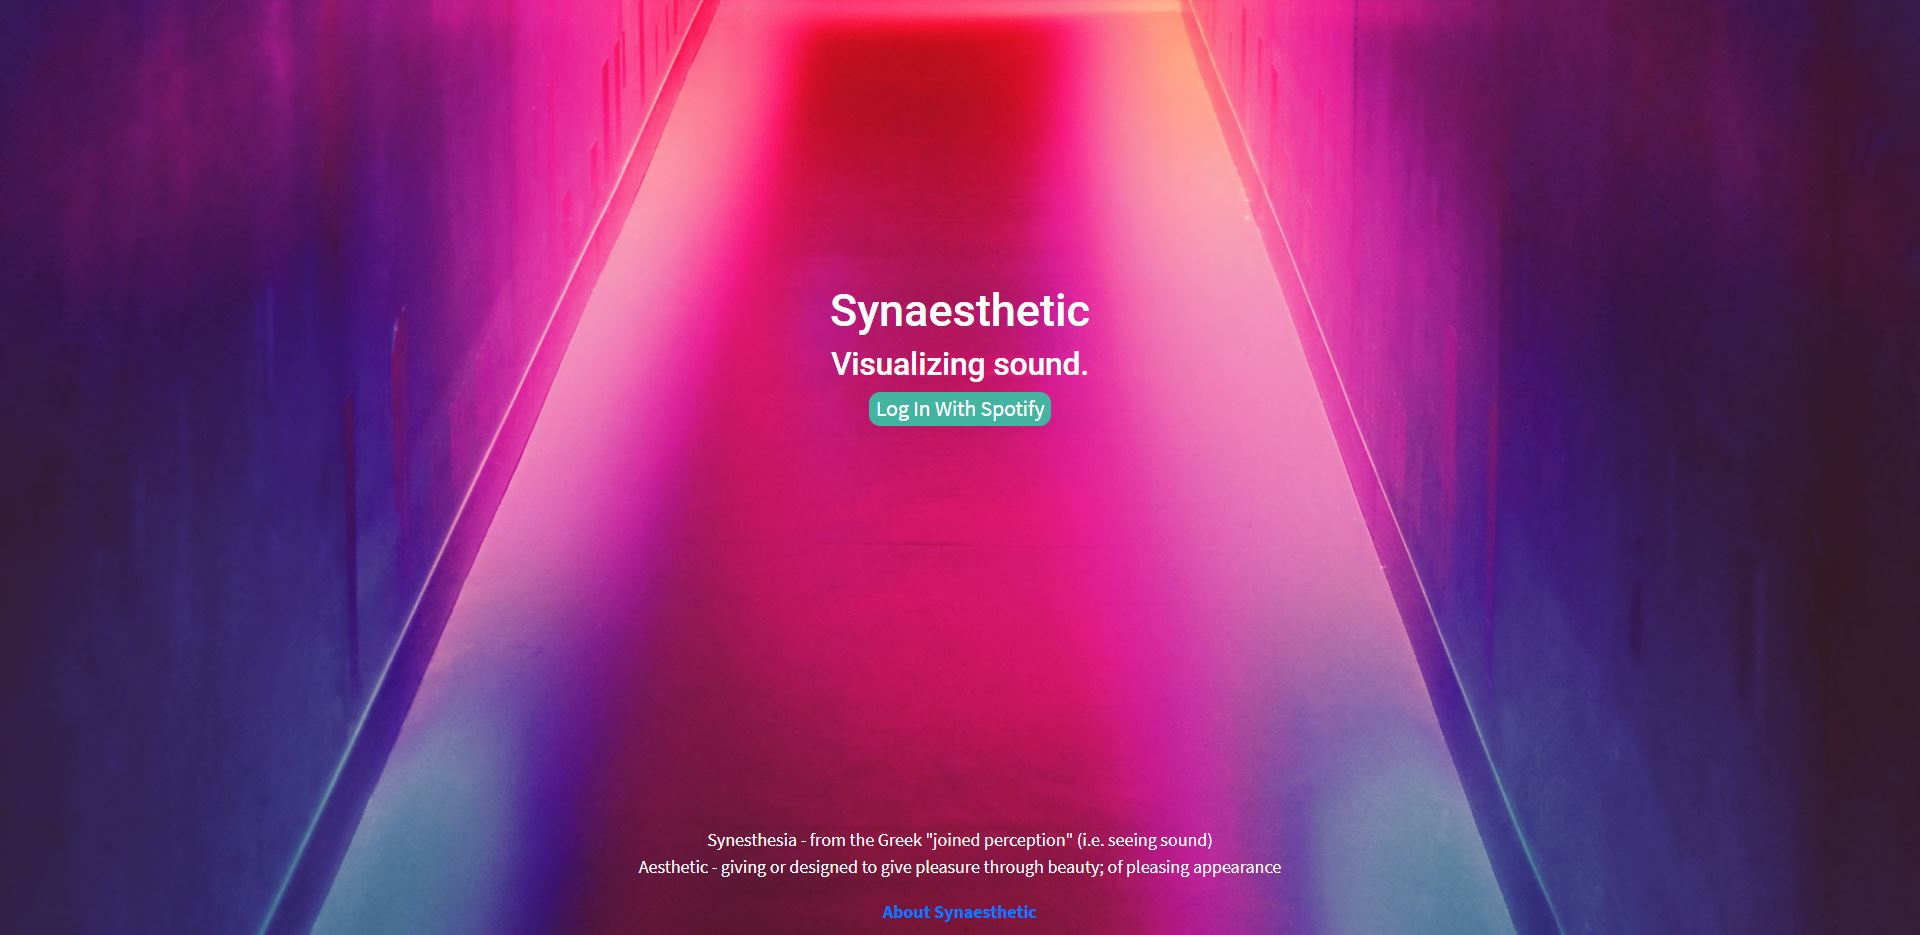 Synaesthetic
Visualizing sound.
Log In With Spotify
Synesthesia - from the Greek "joined perception" (i.e. seeing sound)
Aesthetic - giving or designed to give pleasure through beauty; of pleasing appearance
About Synaesthetic